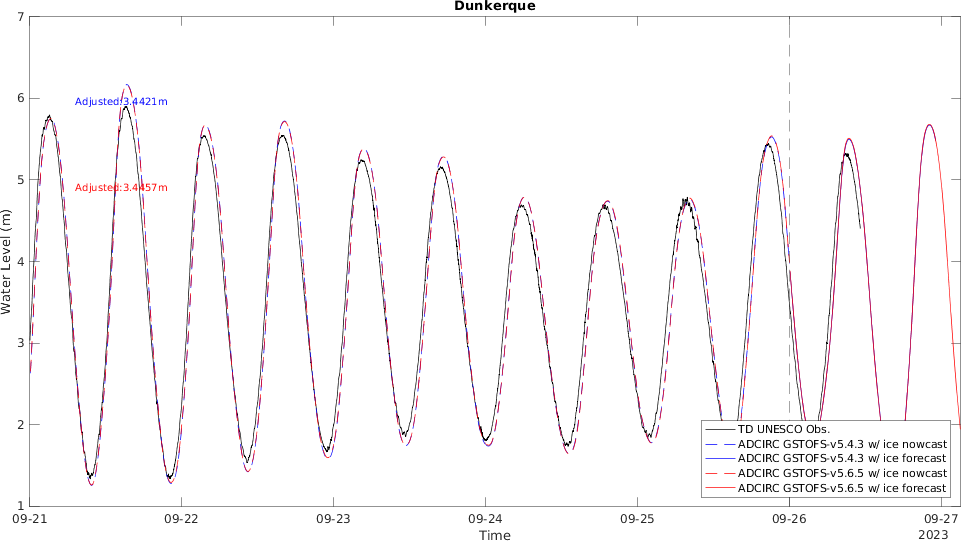 Dunkerque
7
6
5
4
3
2
1
Water Level (m)
Adjusted:3.4421m
Adjusted:3.4457m
TD UNESCO Obs.
ADCIRC GSTOFS-v5.4.3 w/ ice nowcast
ADCIRC GSTOFS-v5.4.3 w/ ice forecast
ADCIRC GSTOFS-v5.6.5 w/ ice nowcast
ADCIRC GSTOFS-v5.6.5 w/ ice forecast
09-21 09-22 09-23 09-24 09-25 09-26 09-27
Time
2023